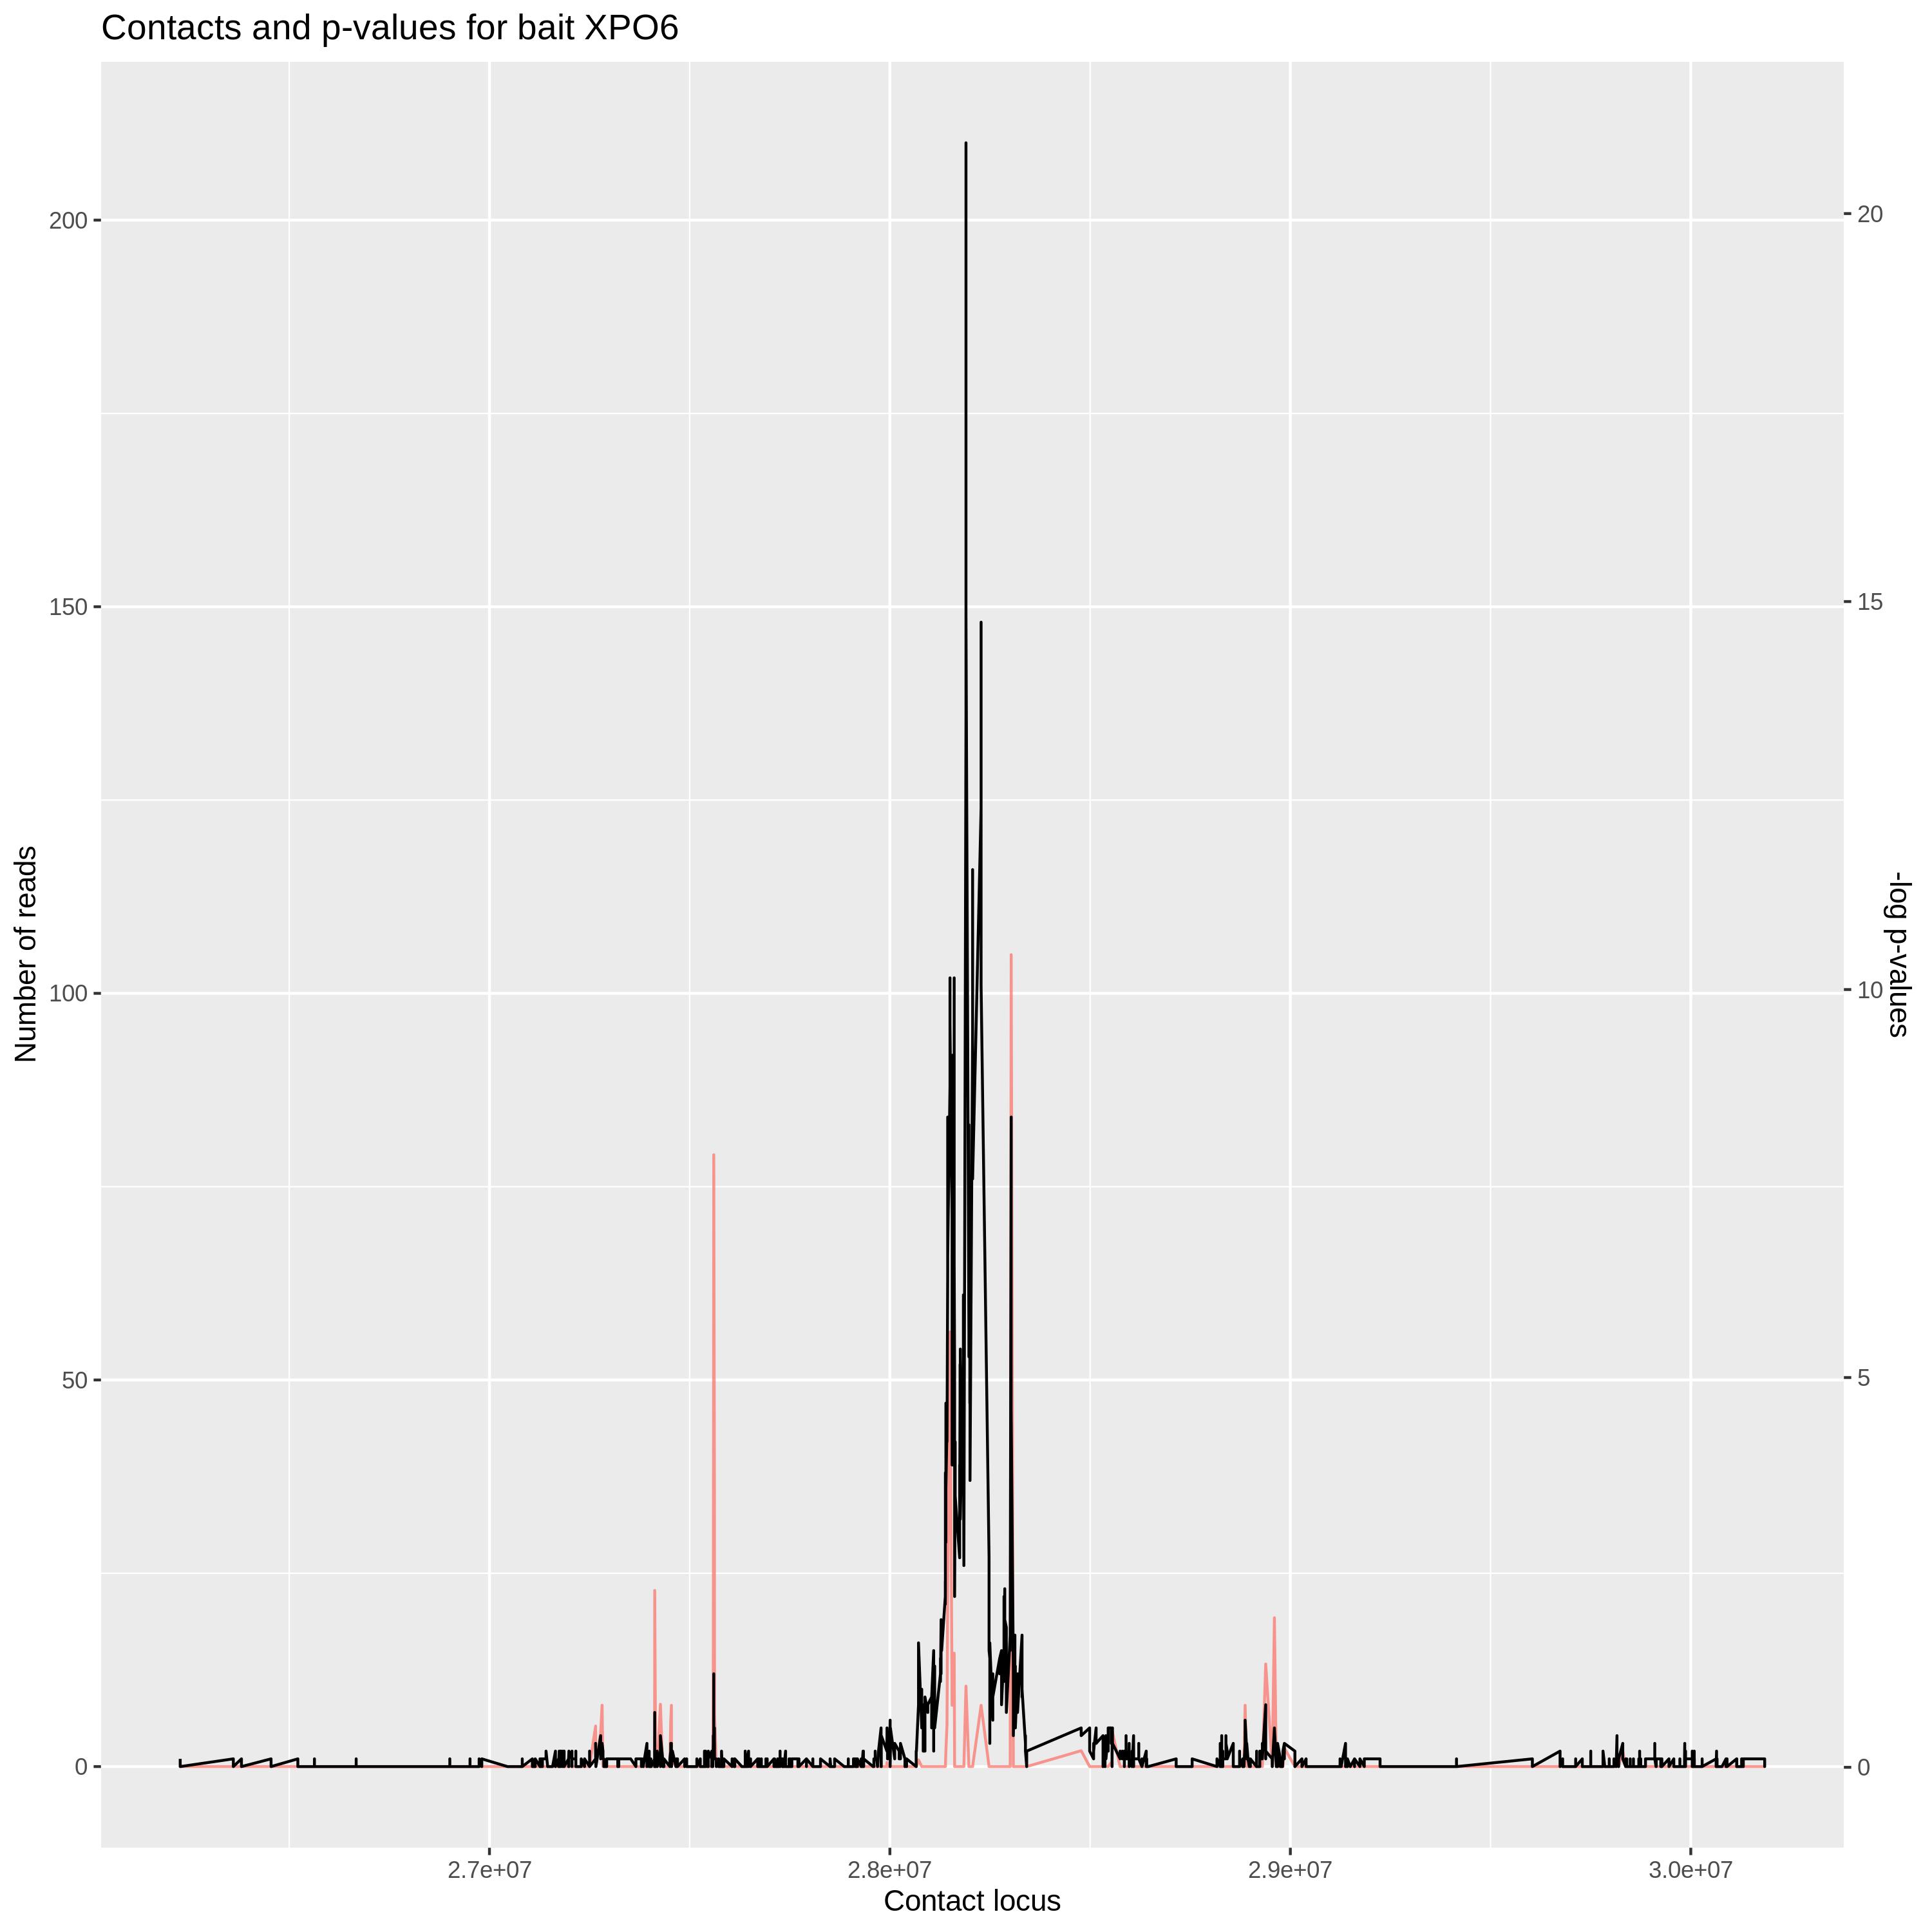 Contacts and p-values for bait XPO6
200
150
100
50
0
Number of reads
20
15
10
5
0
-log p-values
2.7e+07
2.8e+07
2.9e+07
3.0e+07
Contact locus